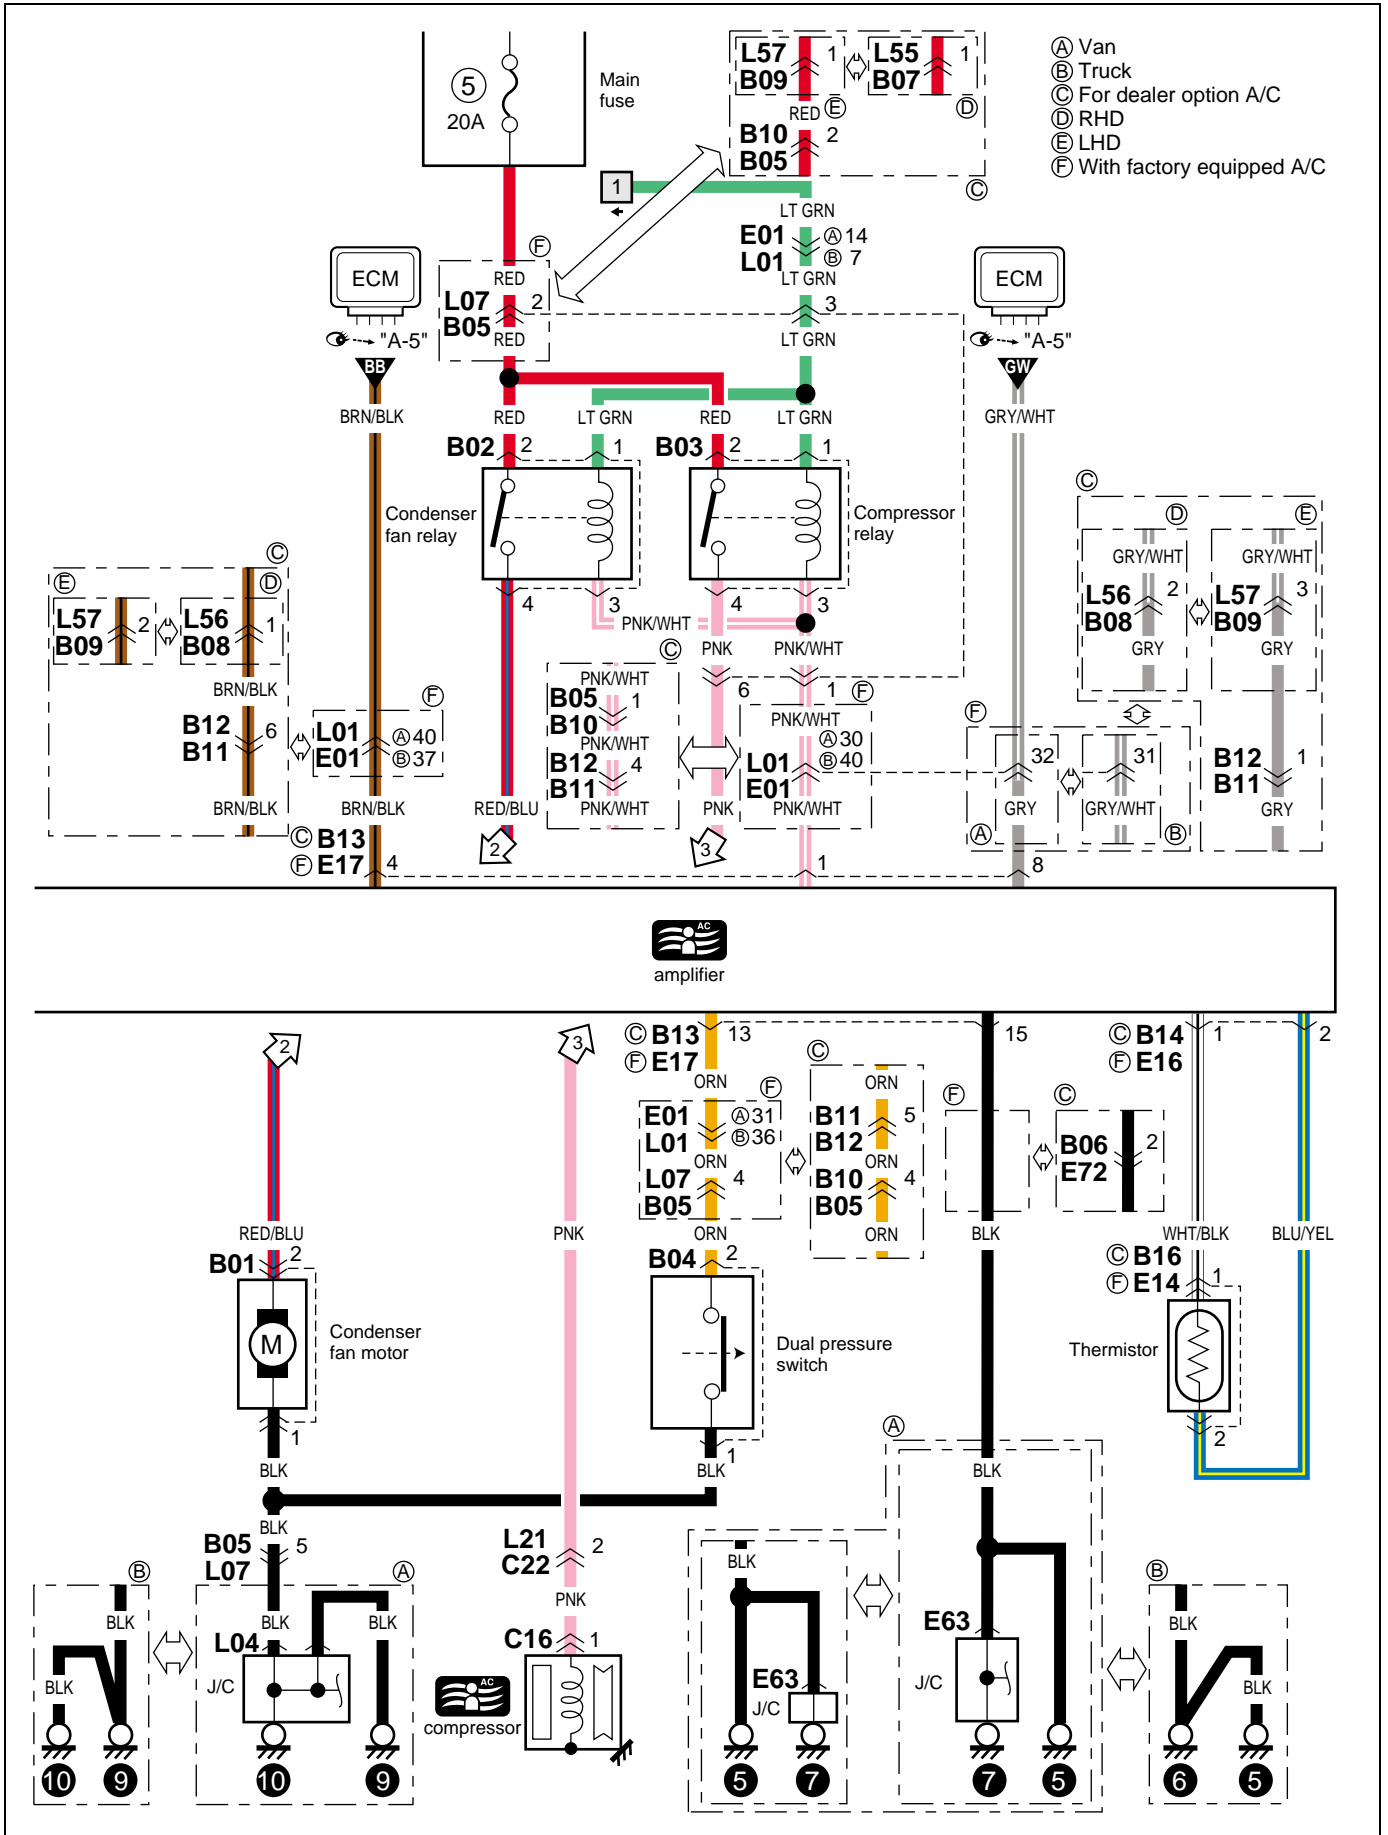 5
20A
Main
fuse
L57
B09
1
L55
B07
1
RED
E
D
B10
B05
2
C
A Van
B Truck
C For dealer option A/C
D RHD
E LHD
F With factory equipped A/C
1
LT GRN
E01
L01
A 14
B 7
LT GRN
F
ECM
"A-5"
BB
RED
L07
B05
2
RED
3
LT GRN
ECM
"A-5"
GW
BRN/BLK
RED
LT GRN
RED
LT GRN
GRY/WHT
B02
2
1
B03
2
1
Condenser
fan relay
Compressor
relay
4
3
4
3
PNK/WHT
PNK
PNK/WHT
C
D
E
GRY/WHT
GRY/WHT
L56
B08
2
L57
B09
3
GRY
GRY
C
E
D
L57
B09
2
L56
B08
1
BRN/BLK
B12
B11
6
BRN/BLK
F
L01
E01
A 40
B 37
BRN/BLK
RED/BLU
2
C
PNK/WHT
B05
B10
1
PNK/WHT
B12
B11
4
PNK/WHT
6
1
F
PNK/WHT
L01
E01
A 30
B 40
PNK
PNK/WHT
3
F
32
31
GRY
GRY/WHT
A
B
B12
B11
1
GRY
C B13
F E17
4
1
8
AC
amplifier
2
3
C B13
F E17
13
15
C B14
F E16
1
2
ORN
F
E01
L01
A 31
B 36
ORN
L07
B05
4
ORN
C
ORN
B11
B12
5
ORN
B10
B05
4
ORN
F
C
B06
E72
2
RED/BLU
PNK
BLK
WHT/BLK
BLU/YEL
B01
2
B04
2
C B16
F E14
1
M
Condenser
fan motor
Dual pressure
switch
Thermistor
1
1
2
BLK
BLK
A
BLK
BLK
B05
L07
5
L21
C22
2
PNK
C16
1
AC
compressor
B
BLK
BLK
10
9
A
BLK
BLK
L04
J/C
10
9
BLK
E63
J/C
5
7
E63
J/C
7
5
B
BLK
BLK
6
5